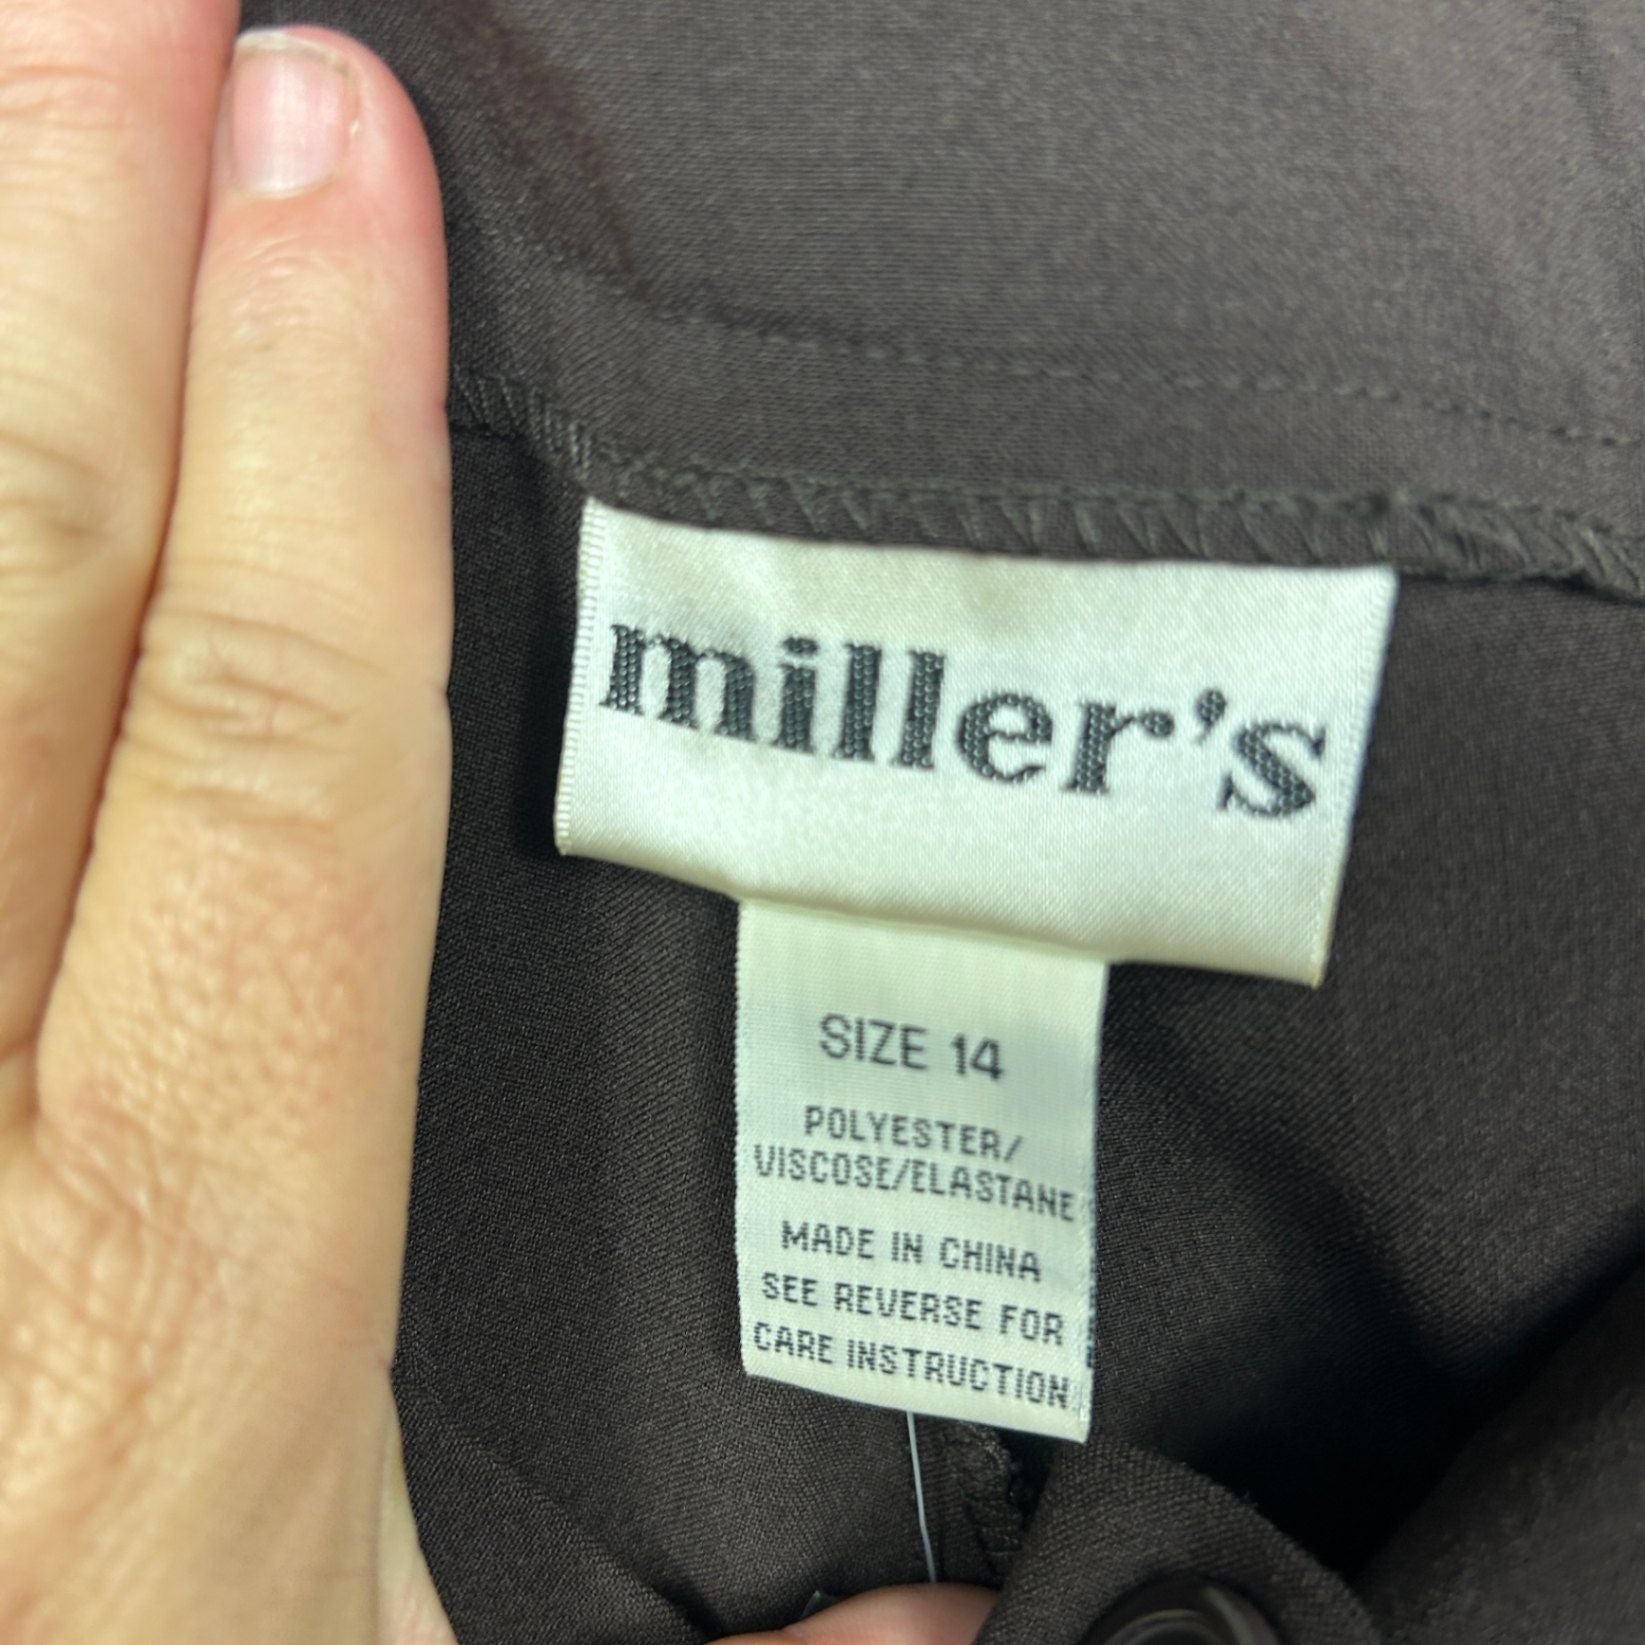 miller's
SIZE 14
POLYESTER/
VISCOSE/ELASTANE
MADE IN CHINA
SEE REVERSE FOR
CARE INSTRUCTION